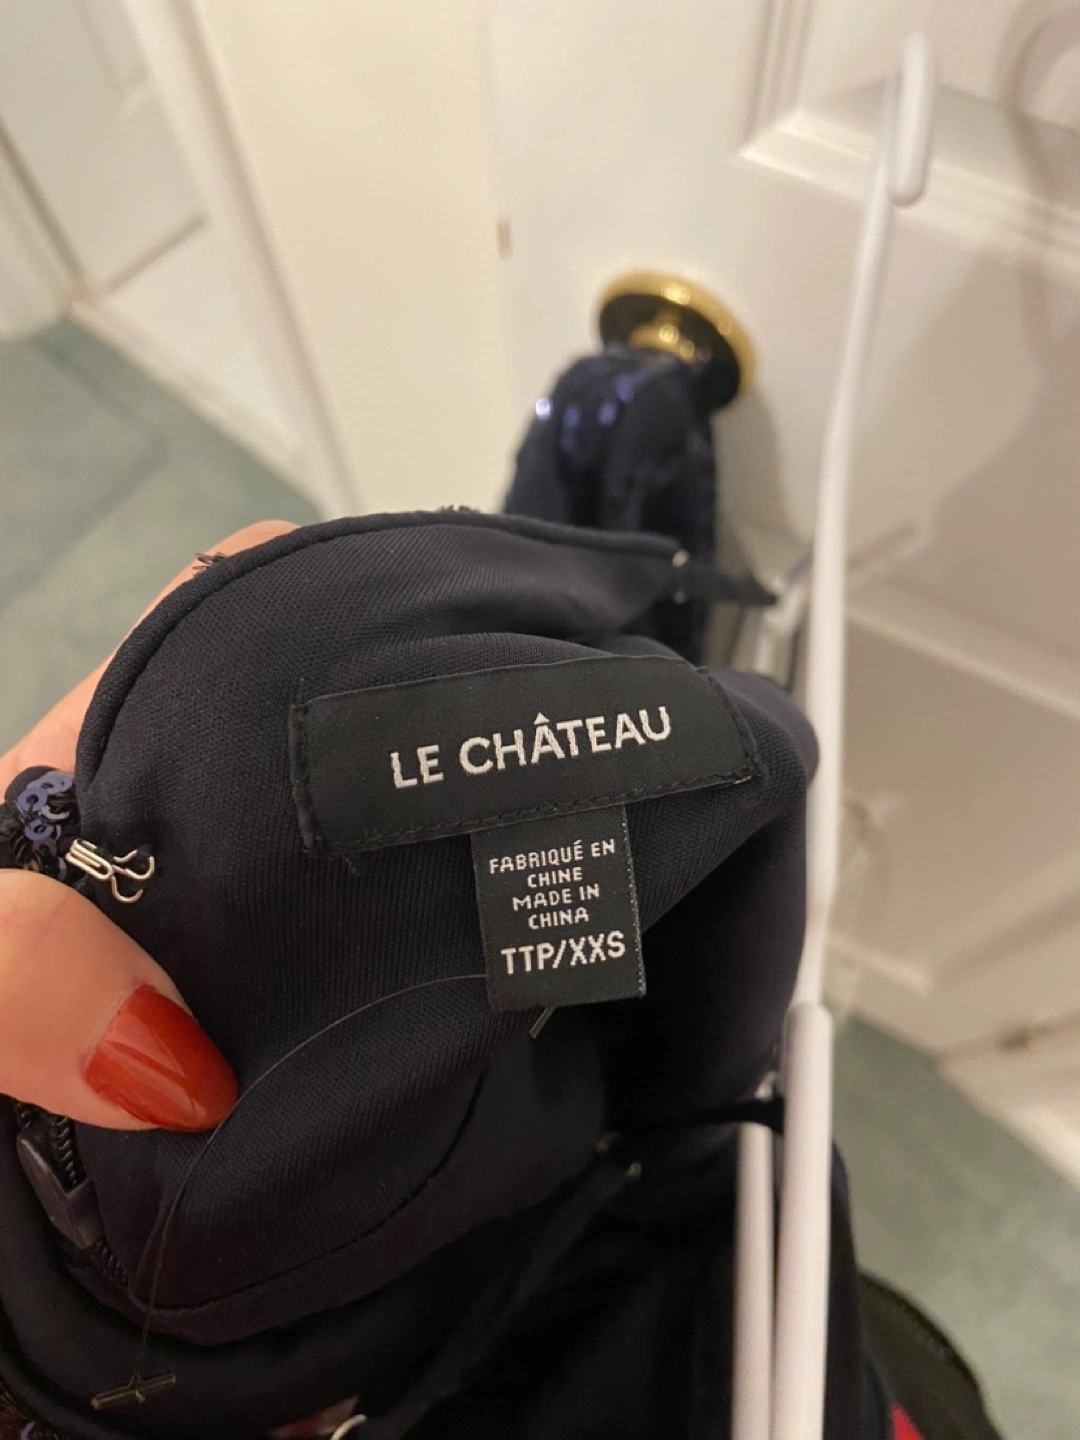 LE CHÂTEAU
FABRIQUÉ EN
CHINE
MADE IN
CHINA
TTP/XXS